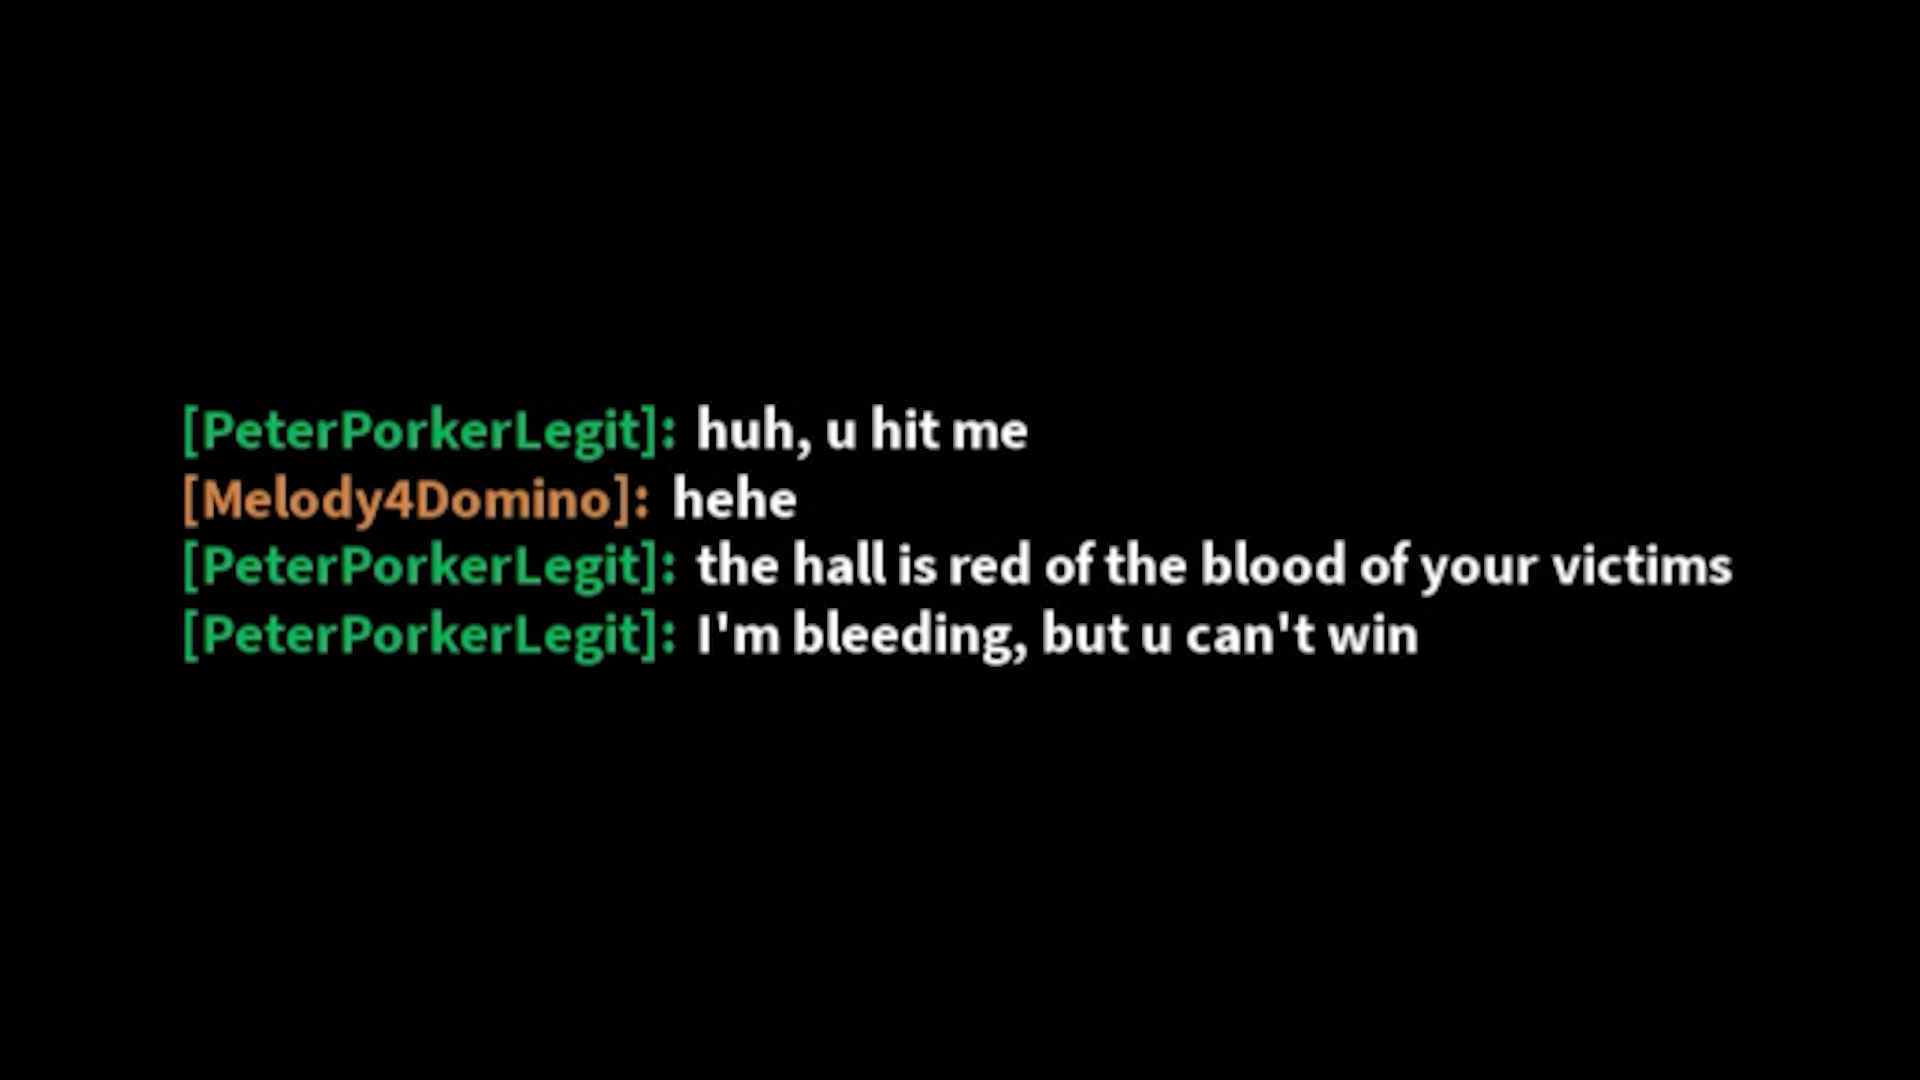 [PeterPorkerLegit]: huh, u hit me
[Melody4Domino]: hehe
[PeterPorkerLegit]: the hall is red of the blood of your victims
[PeterPorkerLegit]: I'm bleeding, but u can't win